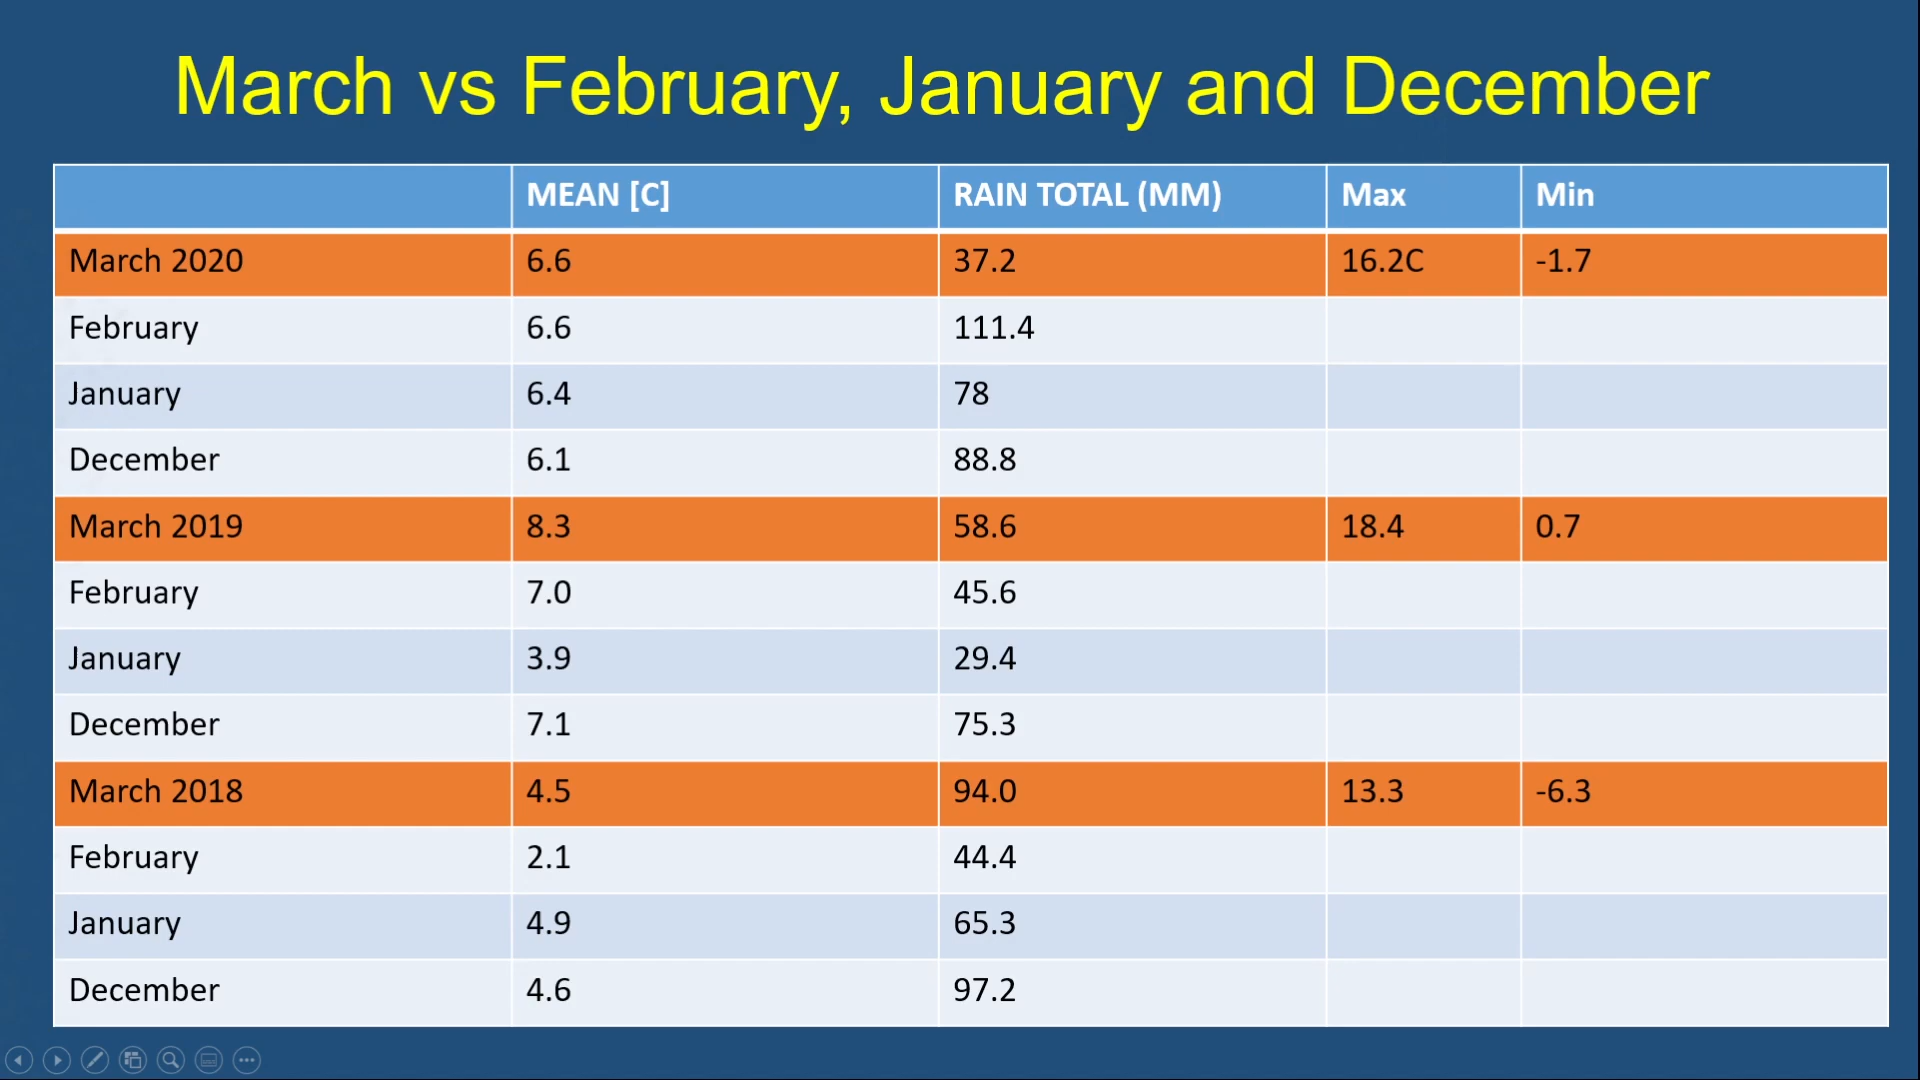 March vs February, January and December
MEAN [C] RAIN TOTAL (MM) Max Min
March 2020 6.6 37.2 16.2C -1.7
February 6.6 111.4
January 6.4 78
December 6.1 88.8
March 2019 8.3 58.6 18.4 0.7
February 7.0 45.6
January 3.9 29.4
December 7.1 75.3
March 2018 4.5 94.0 13.3 -6.3
February 2.1 44.4
January 4.9 65.3
December 4.6 97.2